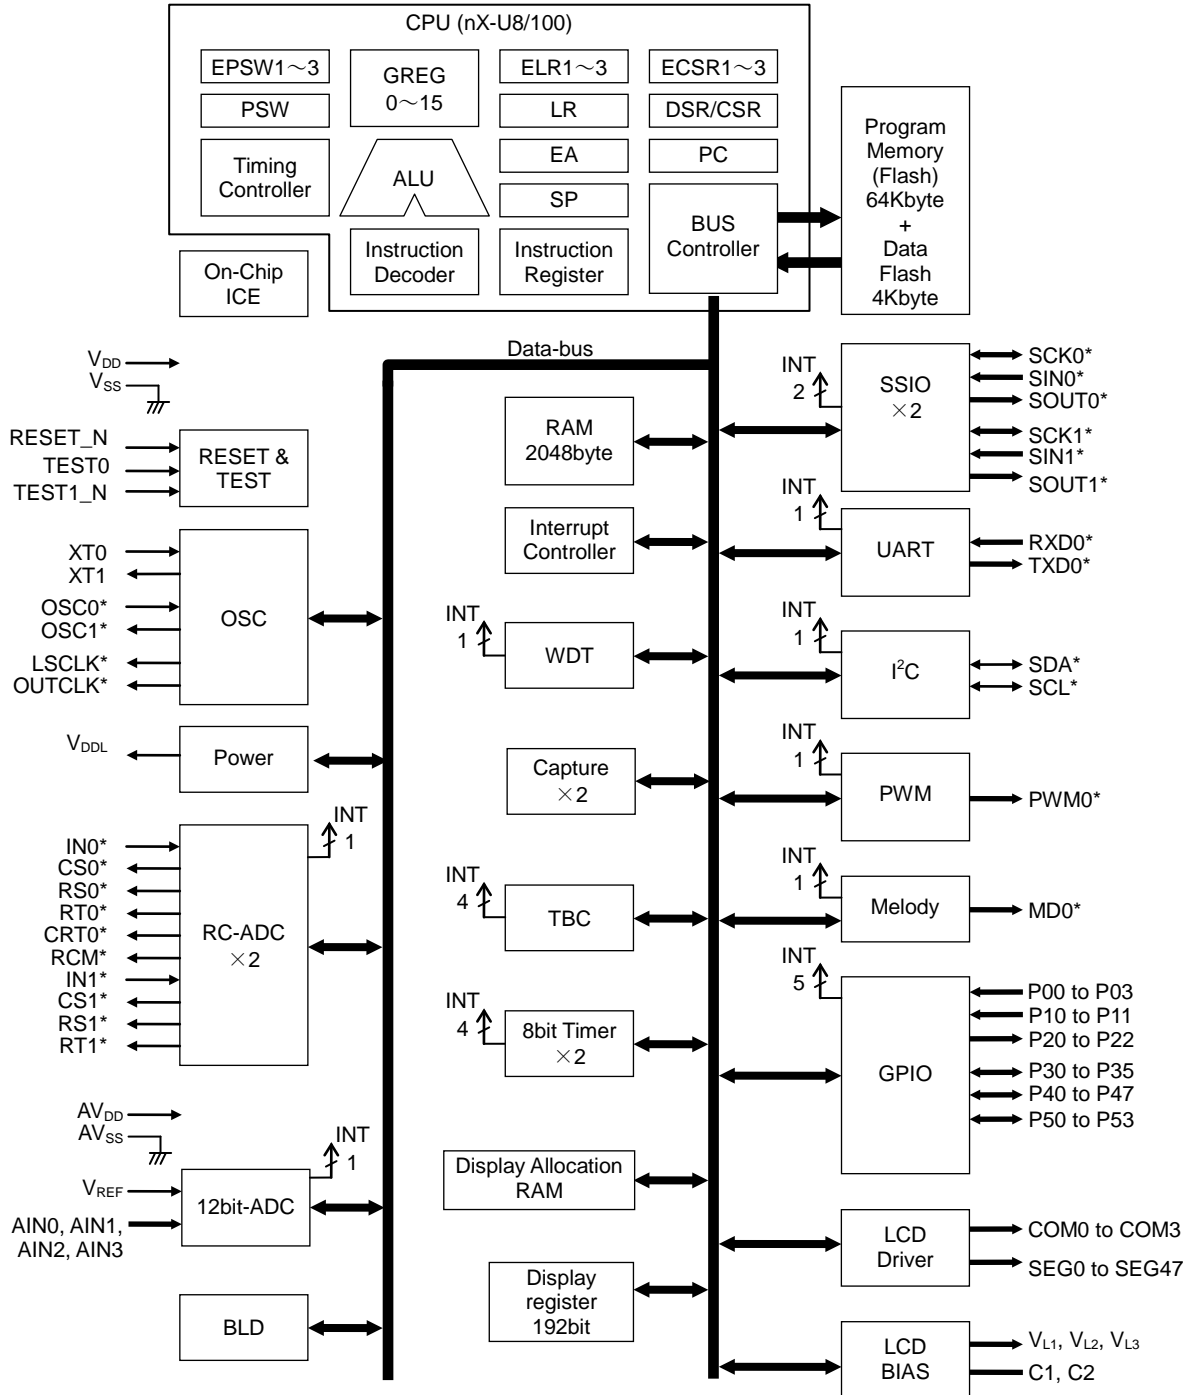 CPU (nX-U8/100)
EPSW1～3
GREG
0～15
ELR1～3
ECSR1～3
PSW
LR
DSR/CSR
Timing
Controller
ALU
EA
PC
SP
BUS
Controller
Instruction
Decoder
Instruction
Register
On-Chip
ICE
Program
Memory
(Flash)
64Kbyte
+
Data
Flash
4Kbyte
Data-bus
VDD
VSS
RESET_N
TEST0
TEST1_N
RESET &
TEST
XT0
XT1
OSC0*
OSC1*
LSCLK*
OUTCLK*
OSC
VDDL
Power
IN0*
CS0*
RS0*
RT0*
CRT0*
RCM*
IN1*
CS1*
RS1*
RT1*
RC-ADC
×2
INT
1
AVDD
AVSS
VREF
AIN0, AIN1,
AIN2, AIN3
12bit-ADC
INT
1
BLD
RAM
2048byte
Interrupt
Controller
INT
1
WDT
Capture
×2
INT
4
TBC
INT
4
8bit Timer
×2
Display Allocation
RAM
Display
register
192bit
INT
2
SSIO
×2
SCK0*
SIN0*
SOUT0*
SCK1*
SIN1*
SOUT1*
INT
1
UART
RXD0*
TXD0*
INT
1
I²C
SDA*
SCL*
INT
1
PWM
PWM0*
INT
1
Melody
MD0*
INT
5
GPIO
P00 to P03
P10 to P11
P20 to P22
P30 to P35
P40 to P47
P50 to P53
LCD
Driver
COM0 to COM3
SEG0 to SEG47
LCD
BIAS
VL1, VL2, VL3
C1, C2